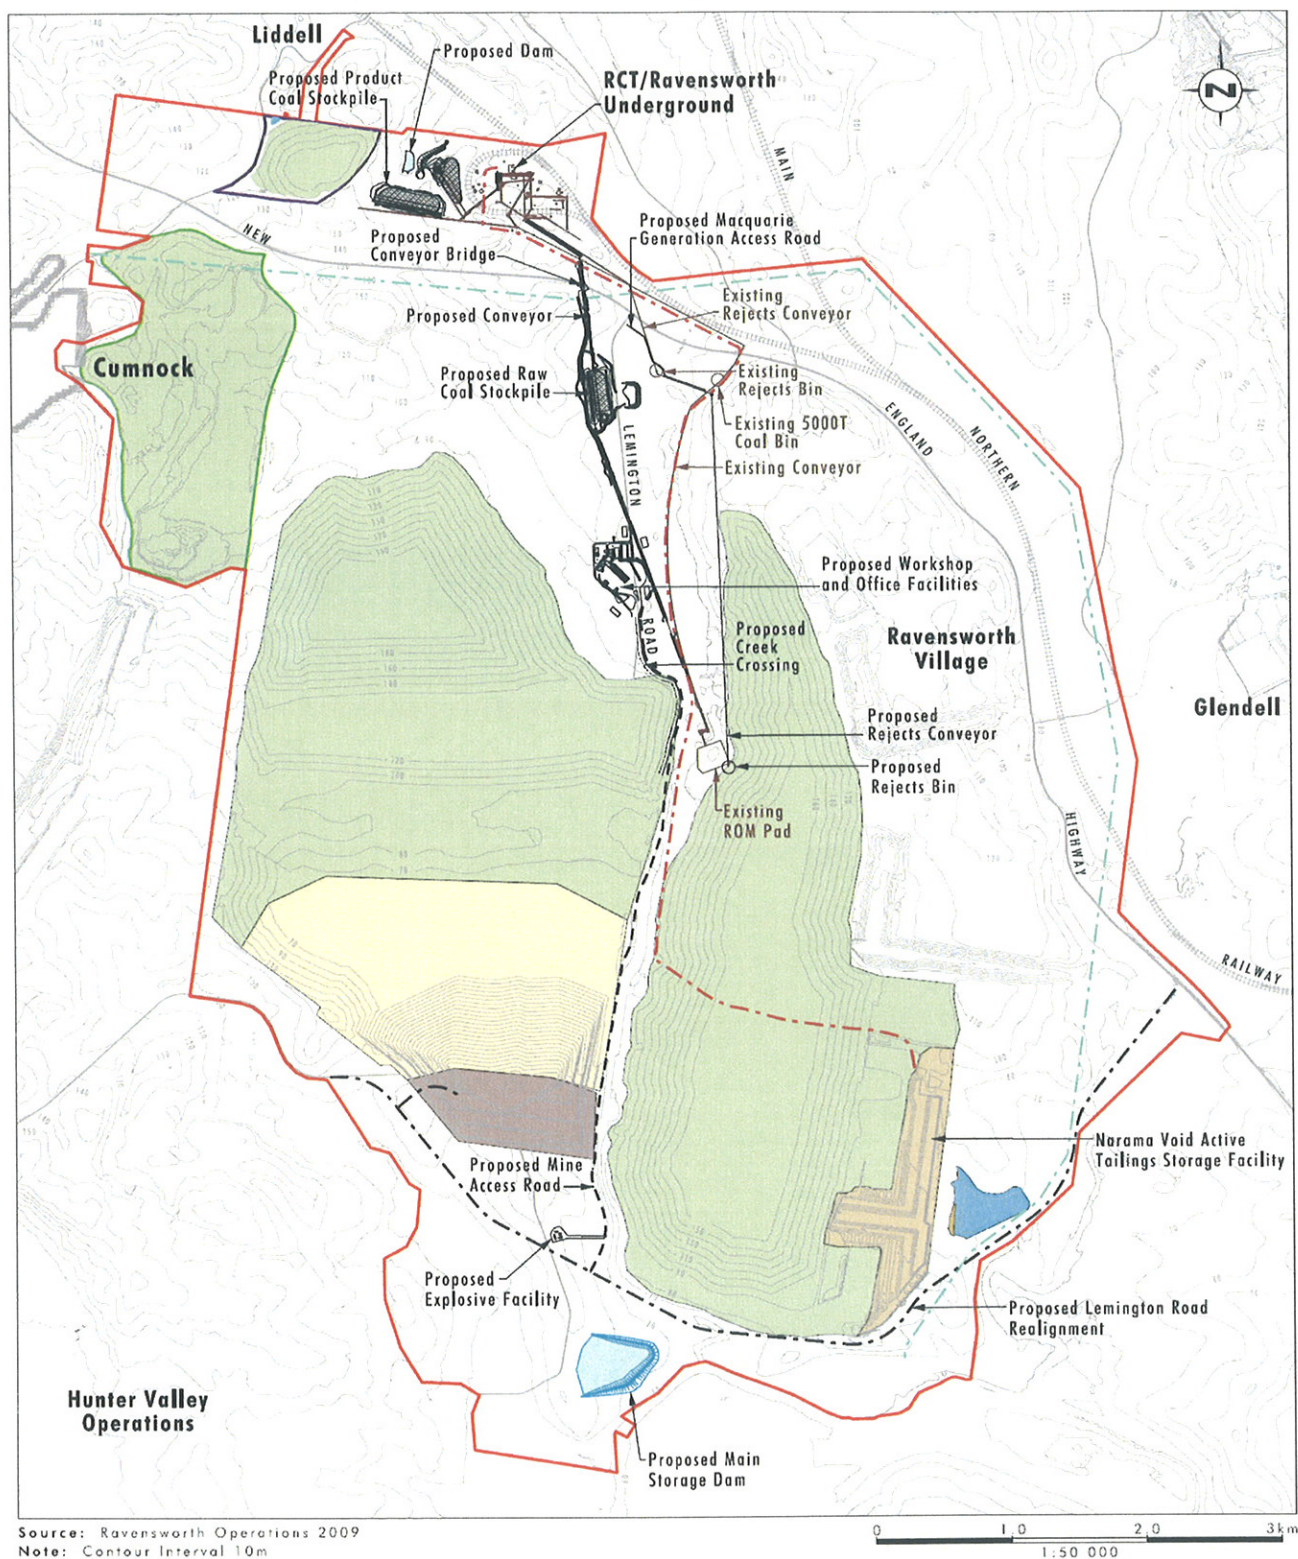 Liddell
Proposed Dam
Proposed Product
Coal Stockpile
RCT/Ravensworth
Underground
N
MAIN
NEW
Proposed
Conveyor Bridge
Proposed Macquarie
Generation Access Road
Existing
Rejects Conveyor
Proposed Conveyor
Cumnock
Proposed Raw
Coal Stockpile
Existing
Rejects Bin
Existing 5000T
Coal Bin
ENGLAND
NORTHERN
LEMINGTON
Existing Conveyor
Proposed Workshop
and Office Facilities
ROAD
Proposed
Creek
Crossing
Ravensworth
Village
Glendell
Proposed
Rejects Conveyor
Proposed
Rejects Bin
Existing
ROM Pad
HIGHWAY
RAILWAY
Narama Void Active
Tailings Storage Facility
Proposed Mine
Access Road
Proposed
Explosive Facility
Proposed Lemington Road
Realignment
Hunter Valley
Operations
Proposed Main
Storage Dam
Source: Ravensworth Operations 2009
Note: Contour Interval 10m
0 1.0 2.0 3km
1:50 000